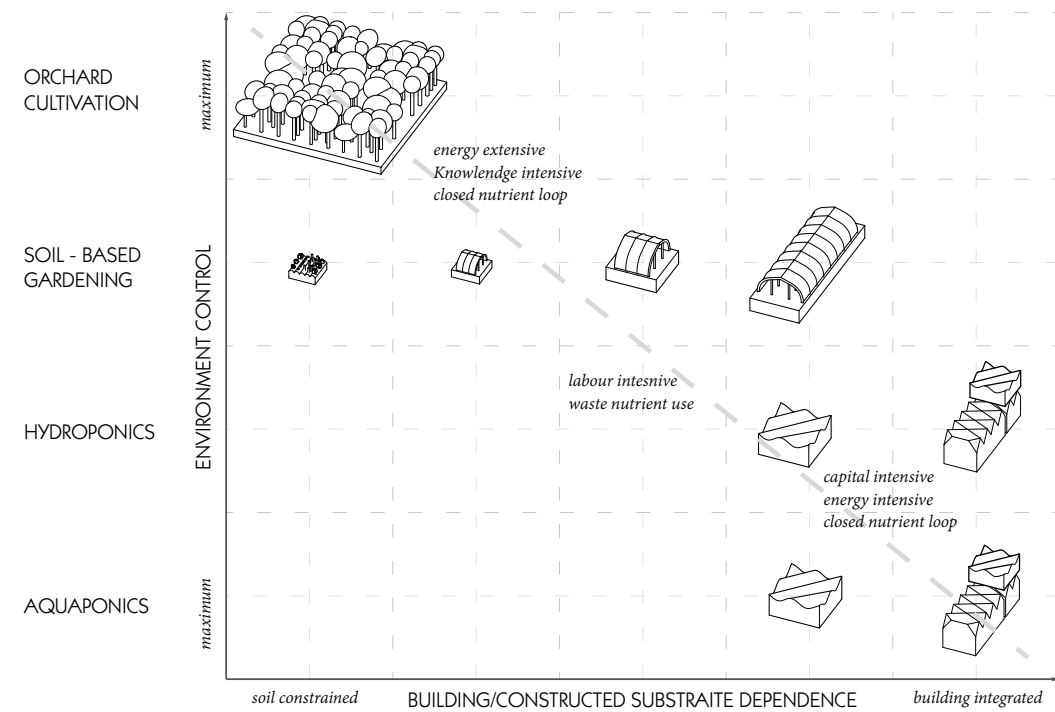 ORCHARD
CULTIVATION
maximum
energy extensive
Knowlendge intensive
closed nutrient loop
SOIL - BASED
GARDENING
ENVIRONMENT CONTROL
labour intesnive
waste nutrient use
HYDROPONICS
capital intensive
energy intensive
closed nutrient loop
AQUAPONICS
maximum
soil constrained
BUILDING/CONSTRUCTED SUBSTRAITE DEPENDENCE
building integrated